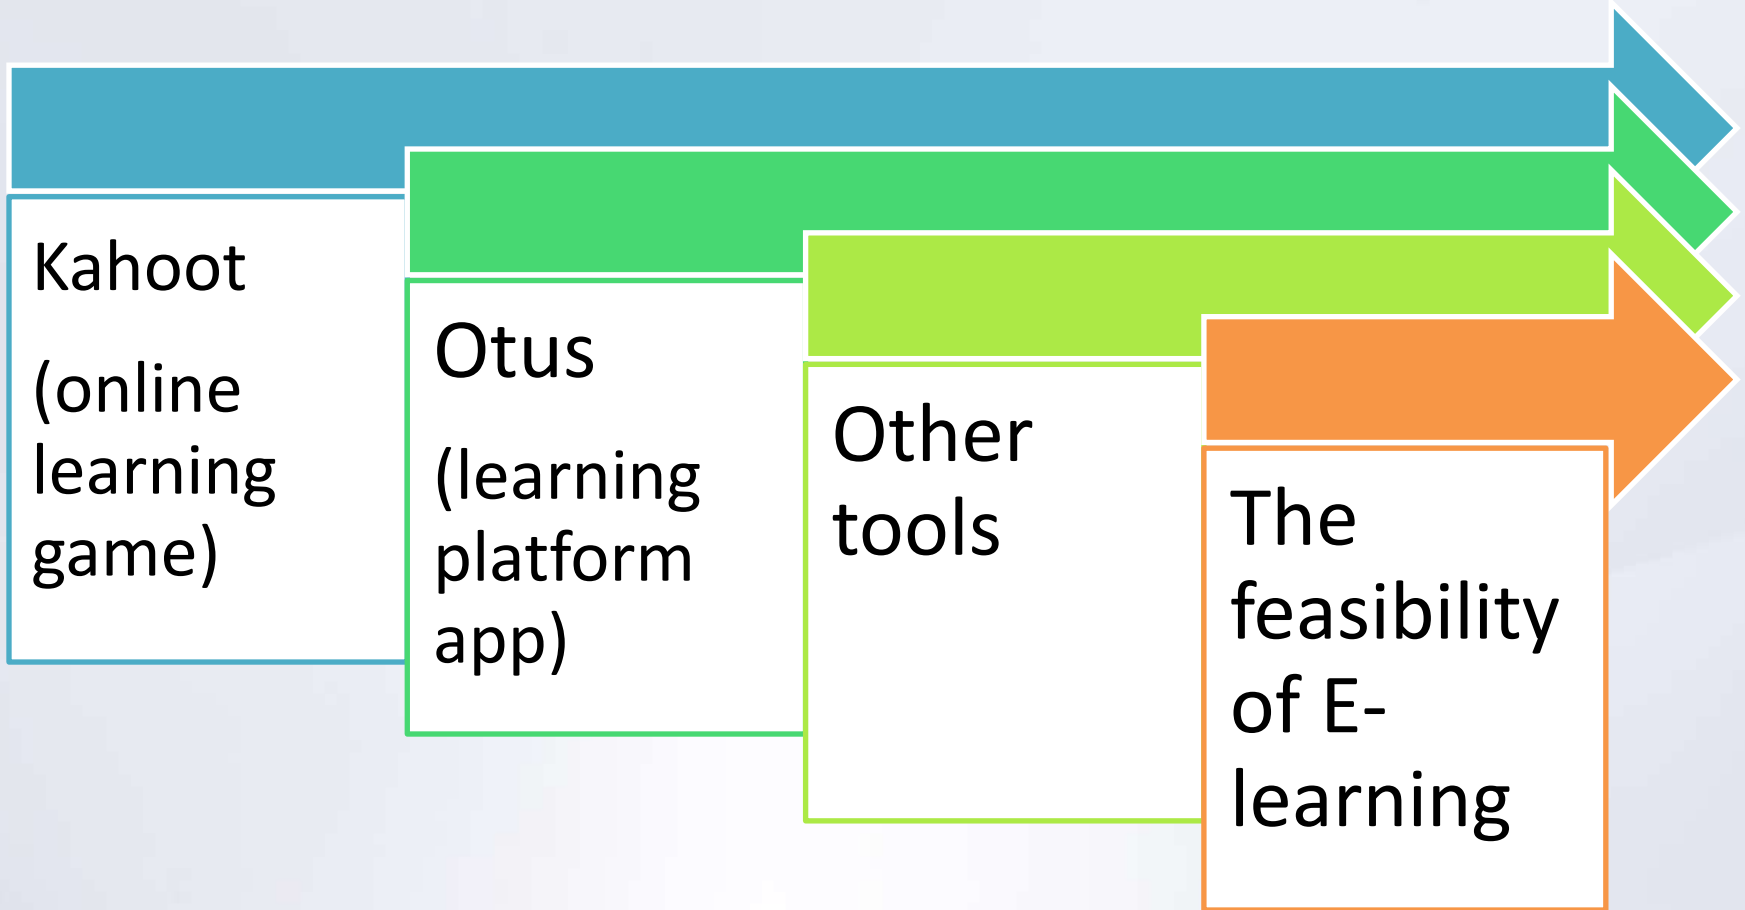 Kahoot
(online
learning
game)
Otus
(learning
platform
app)
Other
tools
The
feasibility
of E-
learning